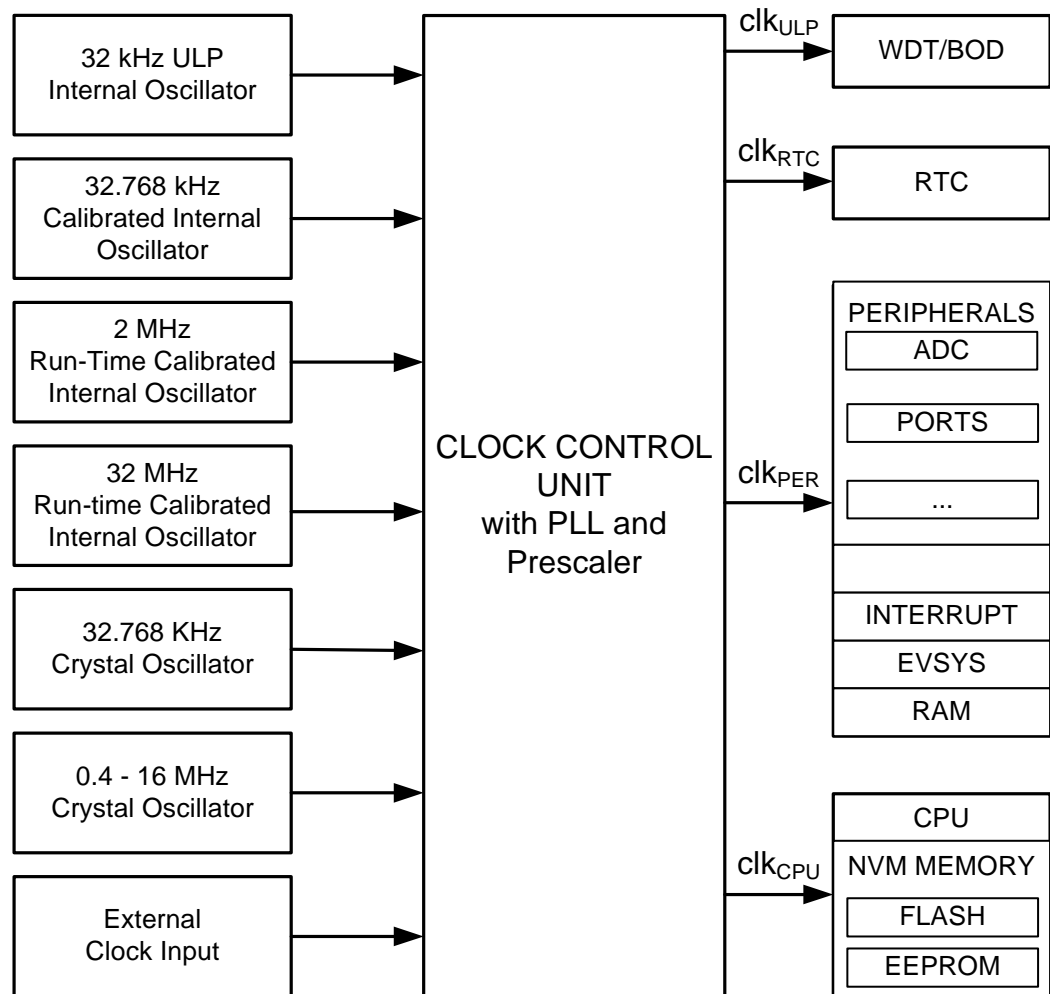 32 kHz ULP
Internal Oscillator
32.768 kHz
Calibrated Internal
Oscillator
2 MHz
Run-Time Calibrated
Internal Oscillator
32 MHz
Run-time Calibrated
Internal Oscillator
32.768 KHz
Crystal Oscillator
0.4 - 16 MHz
Crystal Oscillator
External
Clock Input
CLOCK CONTROL
UNIT
with PLL and
Prescaler
clkULP
WDT/BOD
clkRTC
RTC
clkPER
PERIPHERALS
ADC
PORTS
...
INTERRUPT
EVSYS
RAM
clkCPU
CPU
NVM MEMORY
FLASH
EEPROM